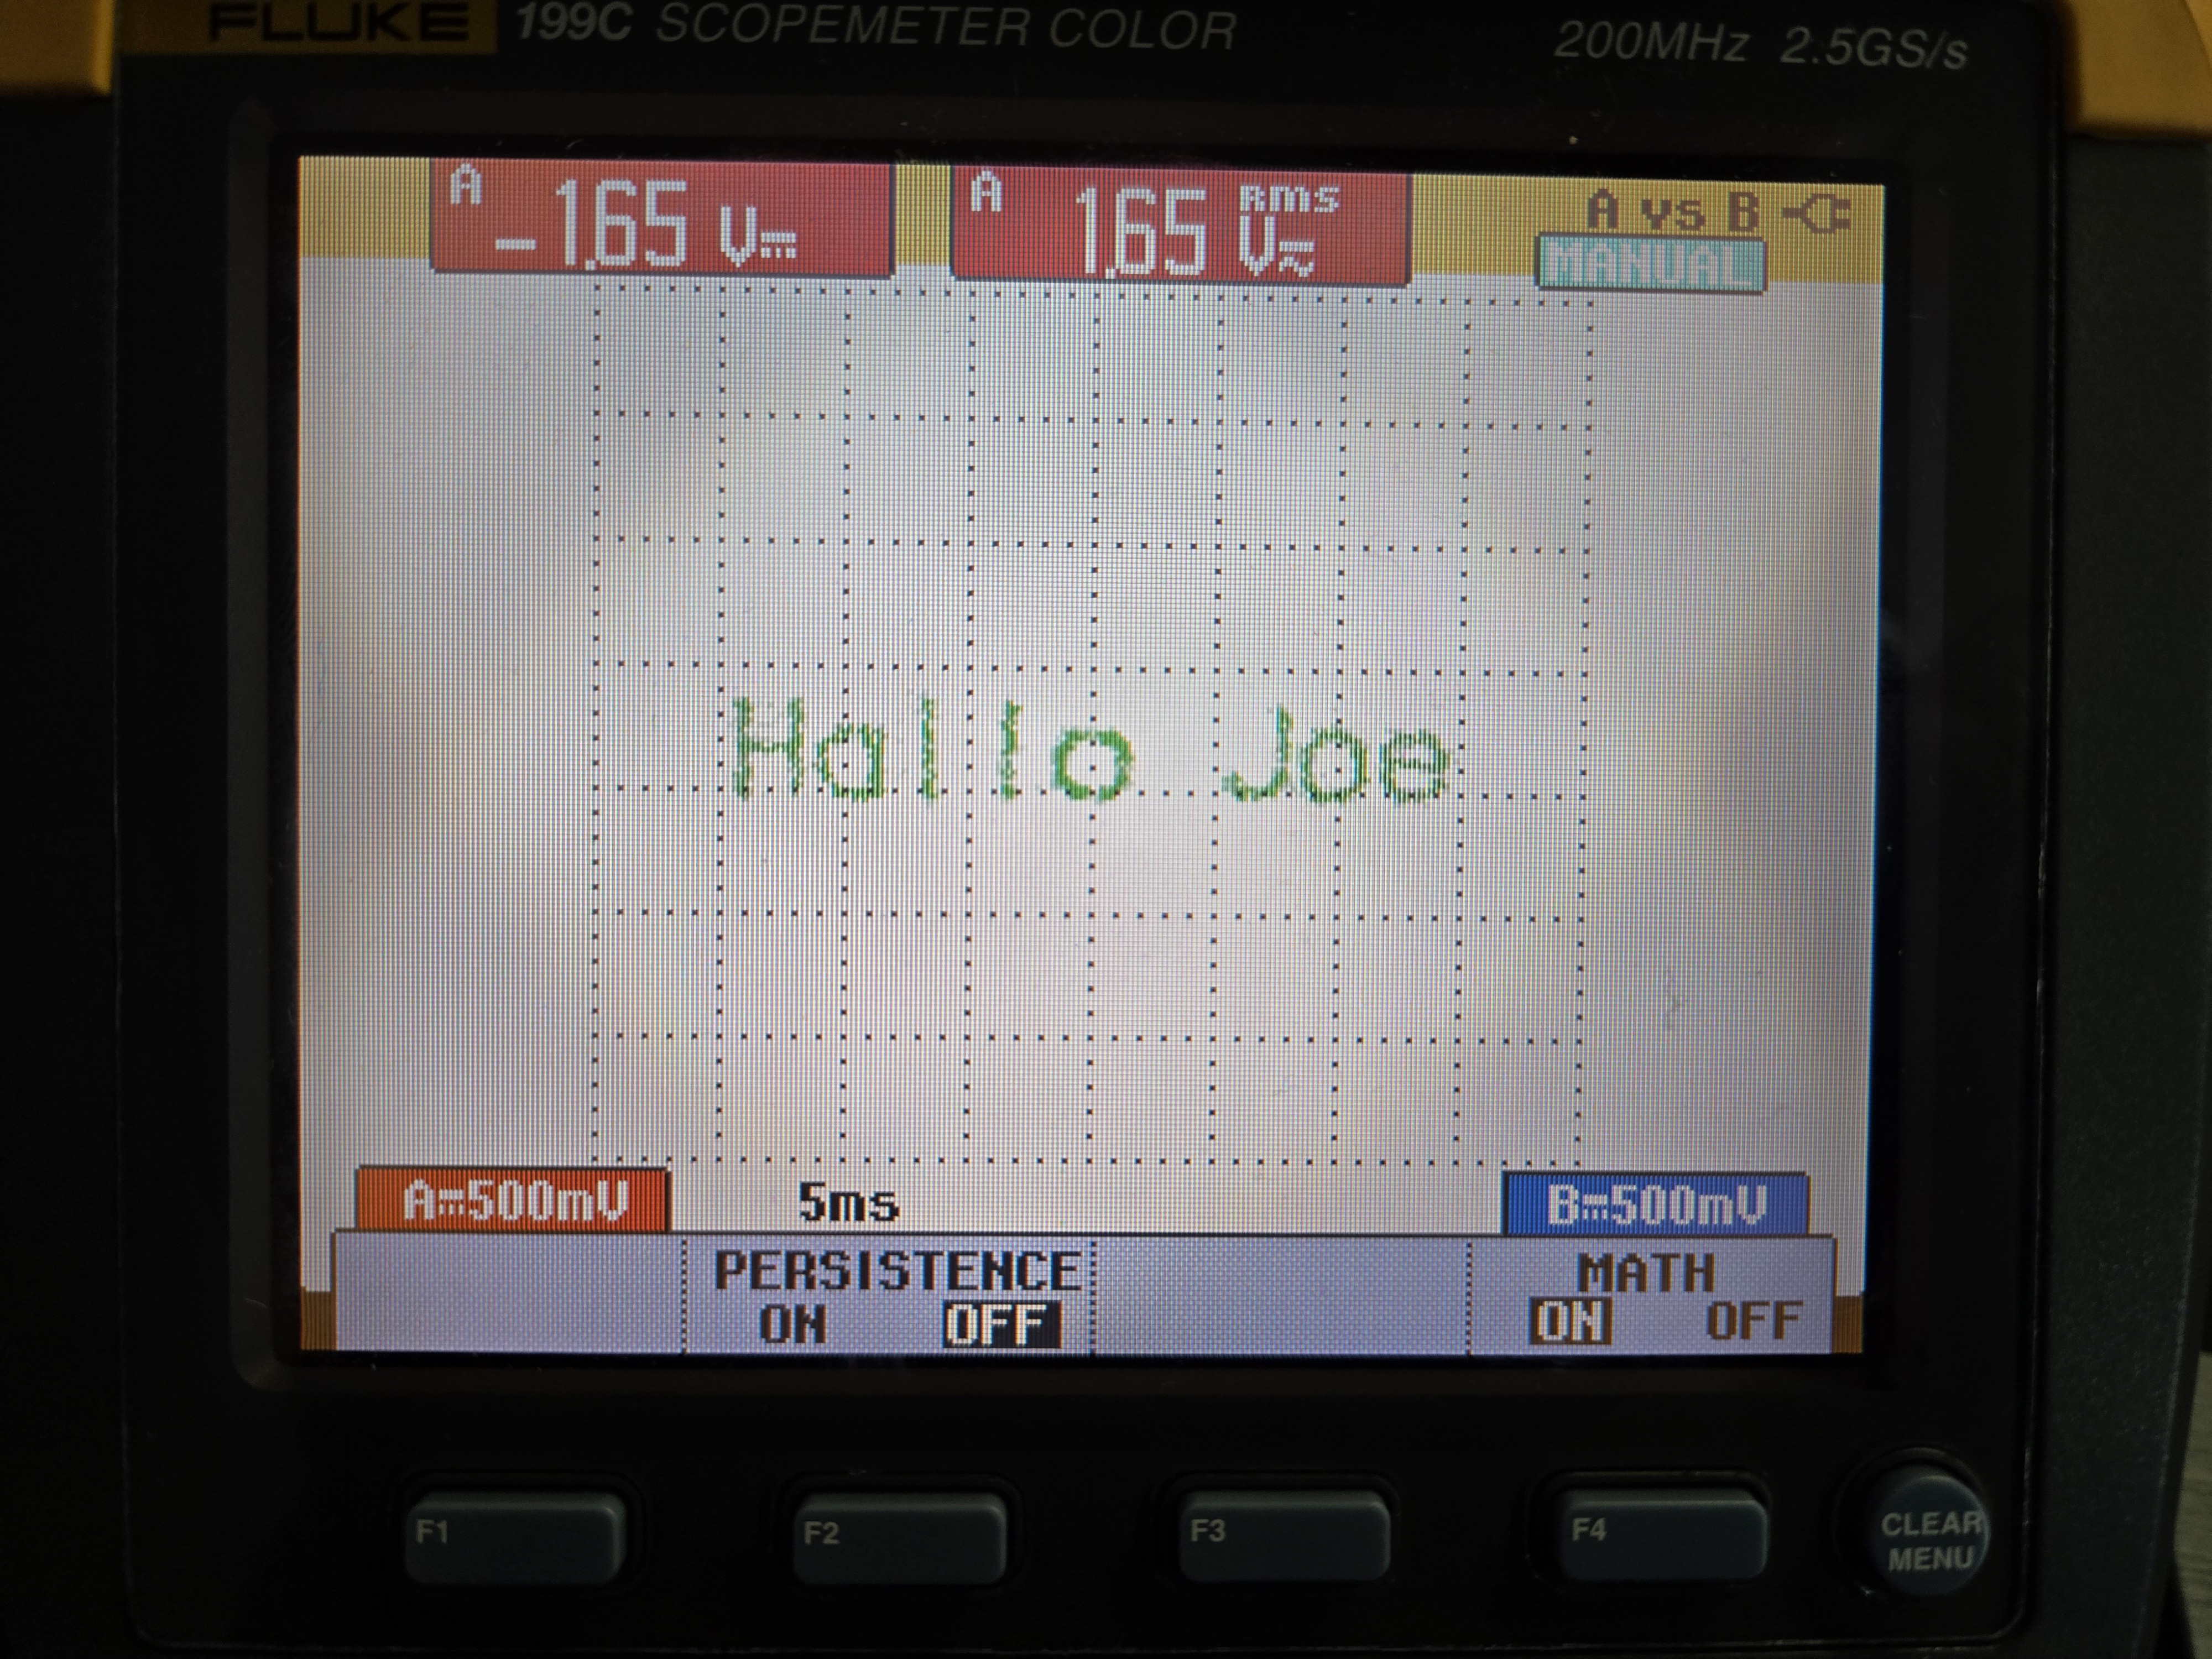 FLUKE 199C SCOPEMETER COLOR 200MHz 2.5GS/s
A -1.65 V A 1.65 rms V A vs B
MANUAL
Hallo Joe
A 500mV 5ms B 500mV
PERSISTENCE MATH
ON OFF ON OFF
F1 F2 F3 F4 CLEAR
MENU